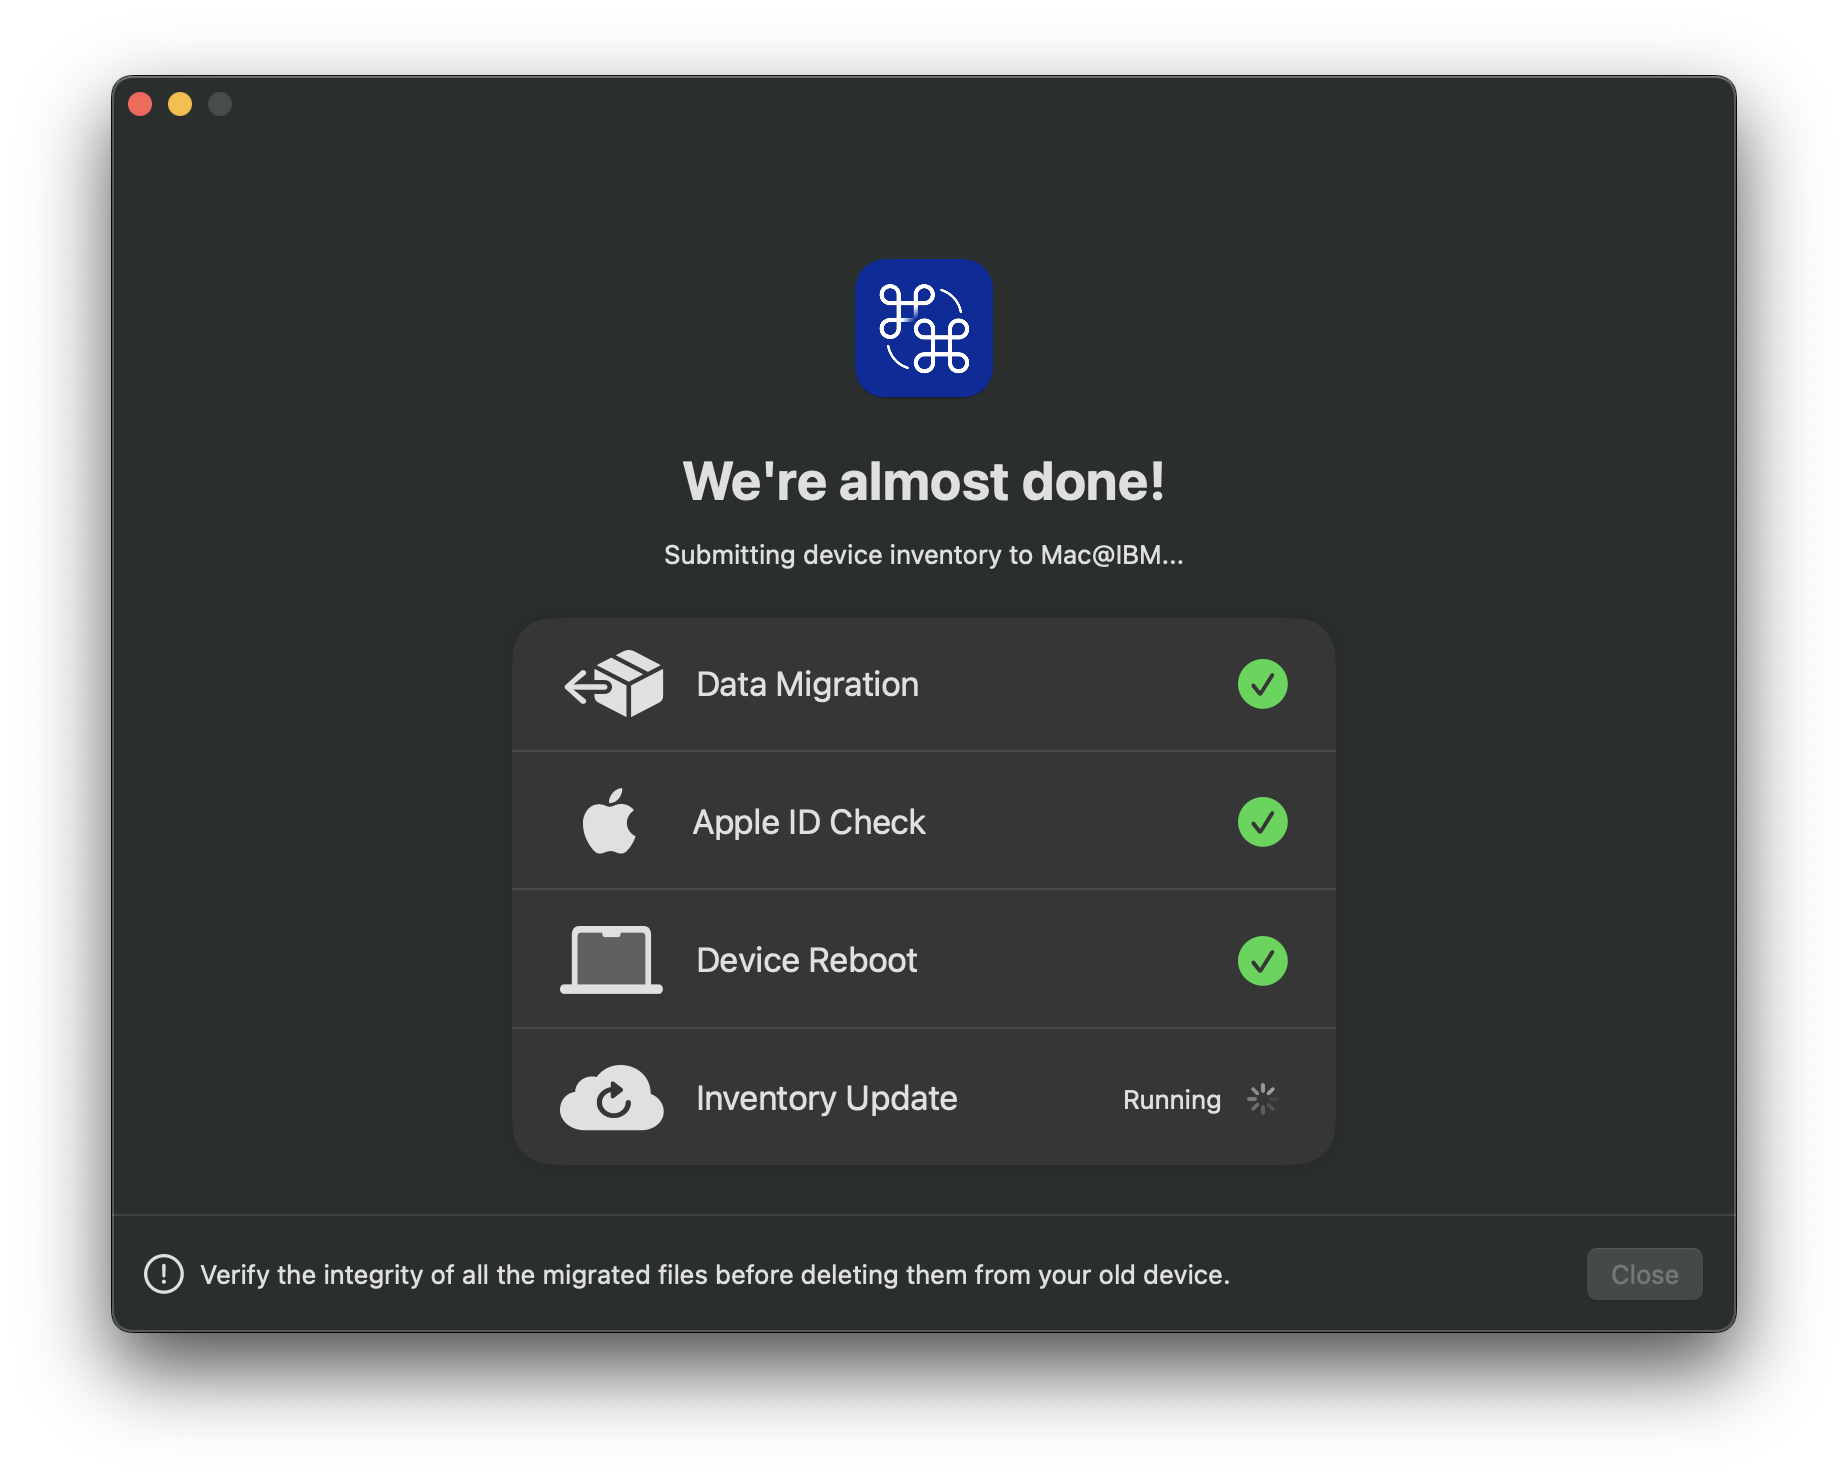 We're almost done!
Submitting device inventory to Mac@IBM...
Data Migration
Apple ID Check
Device Reboot
Inventory Update
Running
Verify the integrity of all the migrated files before deleting them from your old device.
Close